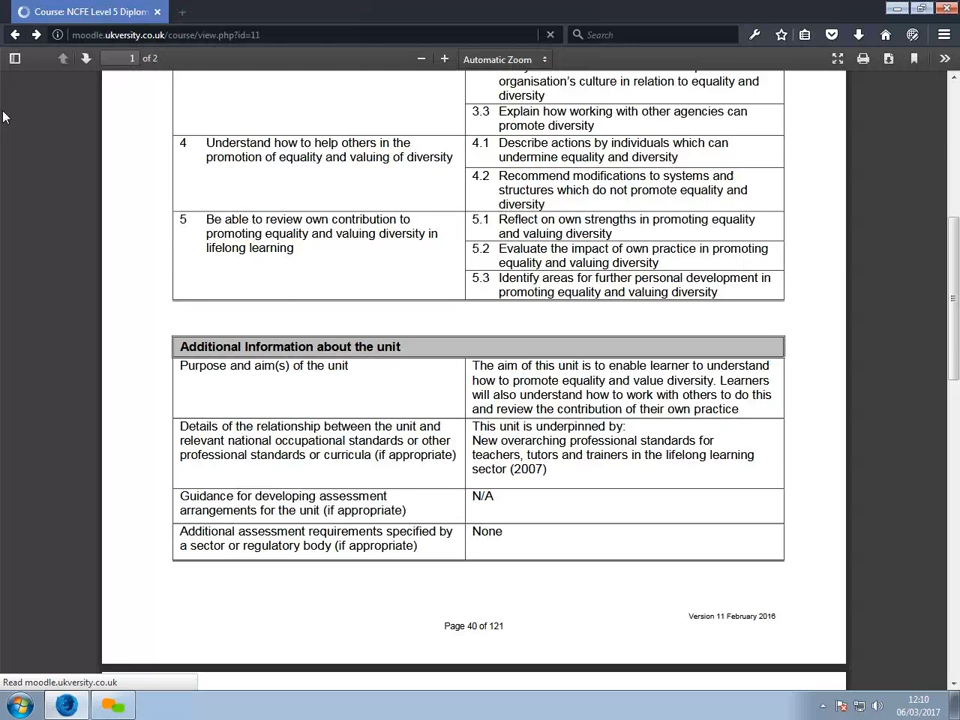 Course: NCFE Level 5 Diplom
moodle.ukversity.co.uk/course/view.php?id=11
Search
1 of 2
Automatic Zoom
organisation's culture in relation to equality and
diversity
3.3 Explain how working with other agencies can
promote diversity
4 Understand how to help others in the
promotion of equality and valuing of diversity
4.1 Describe actions by individuals which can
undermine equality and diversity
4.2 Recommend modifications to systems and
structures which do not promote equality and
diversity
5 Be able to review own contribution to
promoting equality and valuing diversity in
lifelong learning
5.1 Reflect on own strengths in promoting equality
and valuing diversity
5.2 Evaluate the impact of own practice in promoting
equality and valuing diversity
5.3 Identify areas for further personal development in
promoting equality and valuing diversity
Additional Information about the unit
Purpose and aim(s) of the unit
The aim of this unit is to enable learner to understand
how to promote equality and value diversity. Learners
will also understand how to work with others to do this
and review the contribution of their own practice
Details of the relationship between the unit and
relevant national occupational standards or other
professional standards or curricula (if appropriate)
This unit is underpinned by:
New overarching professional standards for
teachers, tutors and trainers in the lifelong learning
sector (2007)
Guidance for developing assessment
arrangements for the unit (if appropriate)
N/A
Additional assessment requirements specified by
a sector or regulatory body (if appropriate)
None
Version 11 February 2016
Page 40 of 121
Read moodle.ukversity.co.uk
12:10
06/03/2017